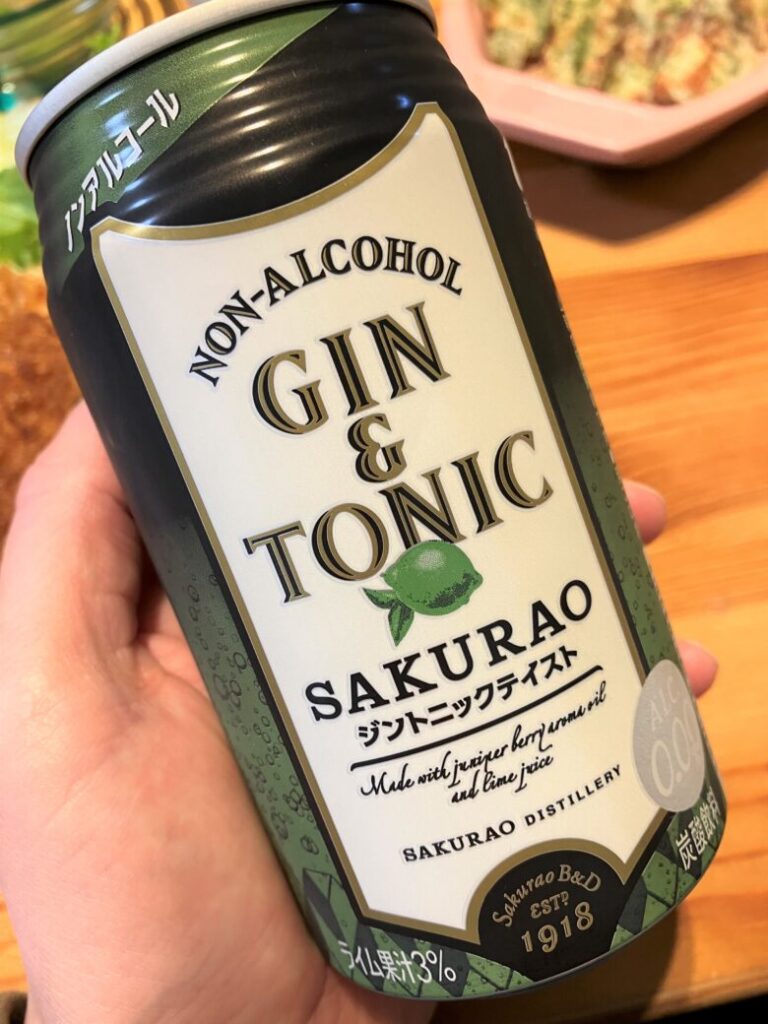 ノンアルコール
NON-ALCOHOL
GIN
&
TONIC
SAKURAO
ジントニックテイスト
Made with juniper berry aroma oil
and lime juice
SAKURAO DISTILLERY
ALC.
炭酸飲料
Sakurao B&D
ESTD
1918
ライム果汁3%